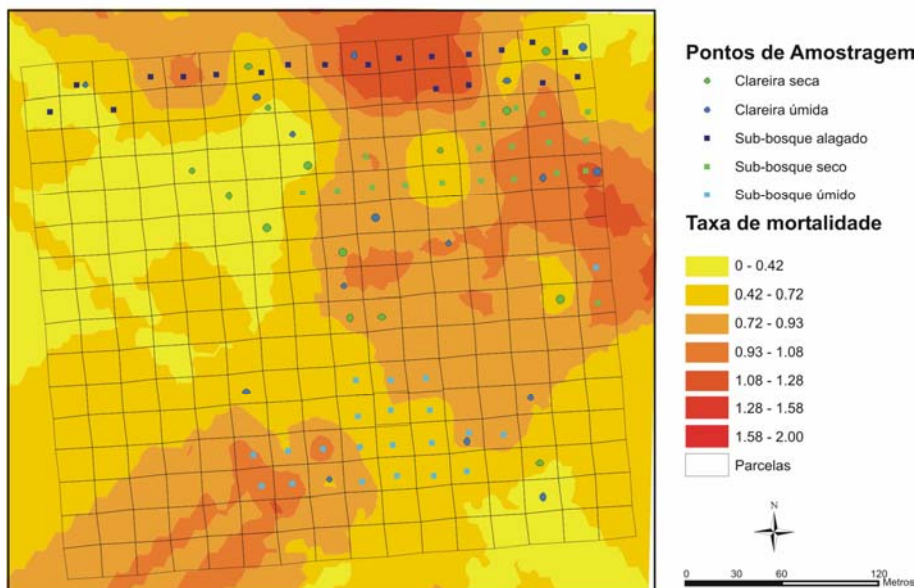 Pontos de Amostragem
Clareira seca
Clareira úmida
Sub-bosque alagado
Sub-bosque seco
Sub-bosque úmido
Taxa de mortalidade
0 - 0.42
0.42 - 0.72
0.72 - 0.93
0.93 - 1.08
1.08 - 1.28
1.28 - 1.58
1.58 - 2.00
Parcelas
N
0 30 60 120
Metros